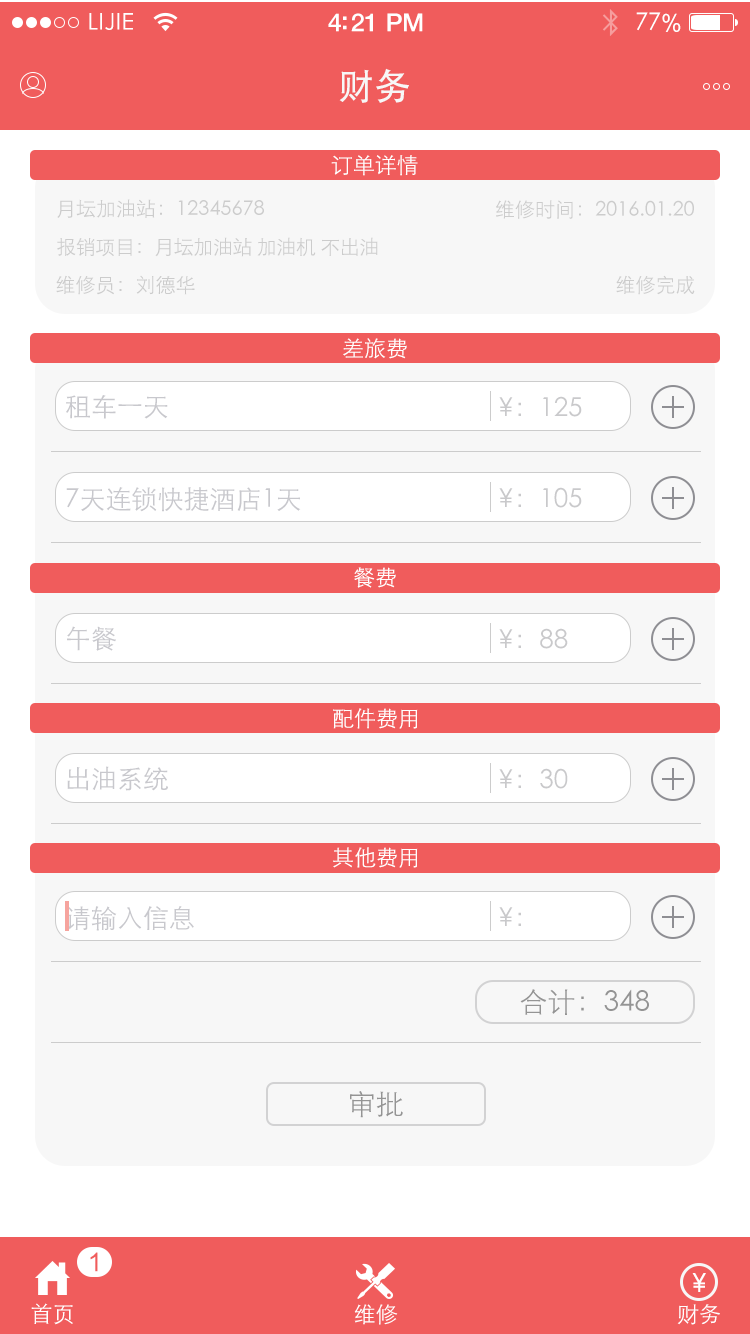 LIJIE 4:21 PM 77%
财务
订单详情
月坛加油站：12345678 维修时间：2016.01.20
报销项目：月坛加油站 加油机 不出油
维修员：刘德华 维修完成
差旅费
租车一天 ¥：125
7天连锁快捷酒店1天 ¥：105
餐费
午餐 ¥：88
配件费用
出油系统 ¥：30
其他费用
请输入信息 ¥：
合计：348
审批
1
¥
首页 维修 财务